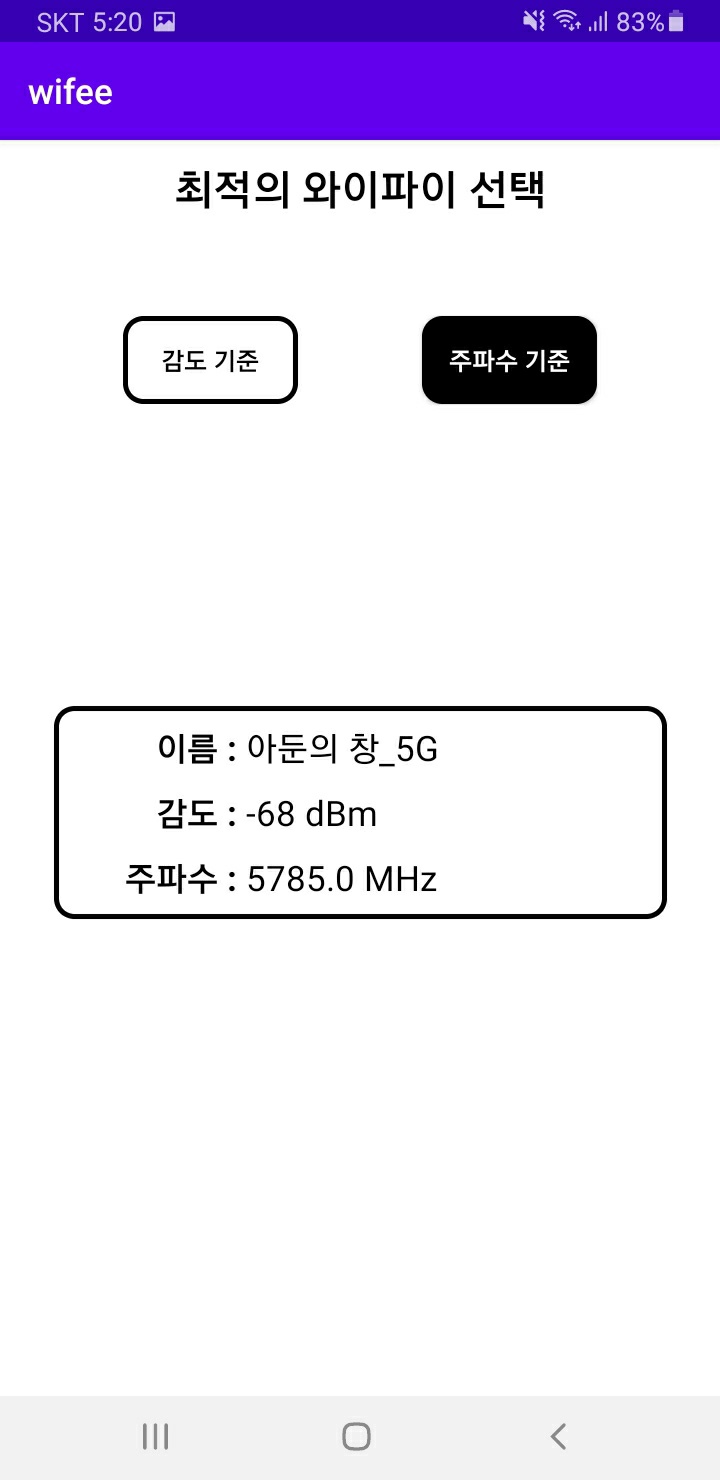 SKT 5:20 83%
wifee
최적의 와이파이 선택
감도 기준 주파수 기준
이름 : 아둔의 창_5G
감도 : -68 dBm
주파수 : 5785.0 MHz